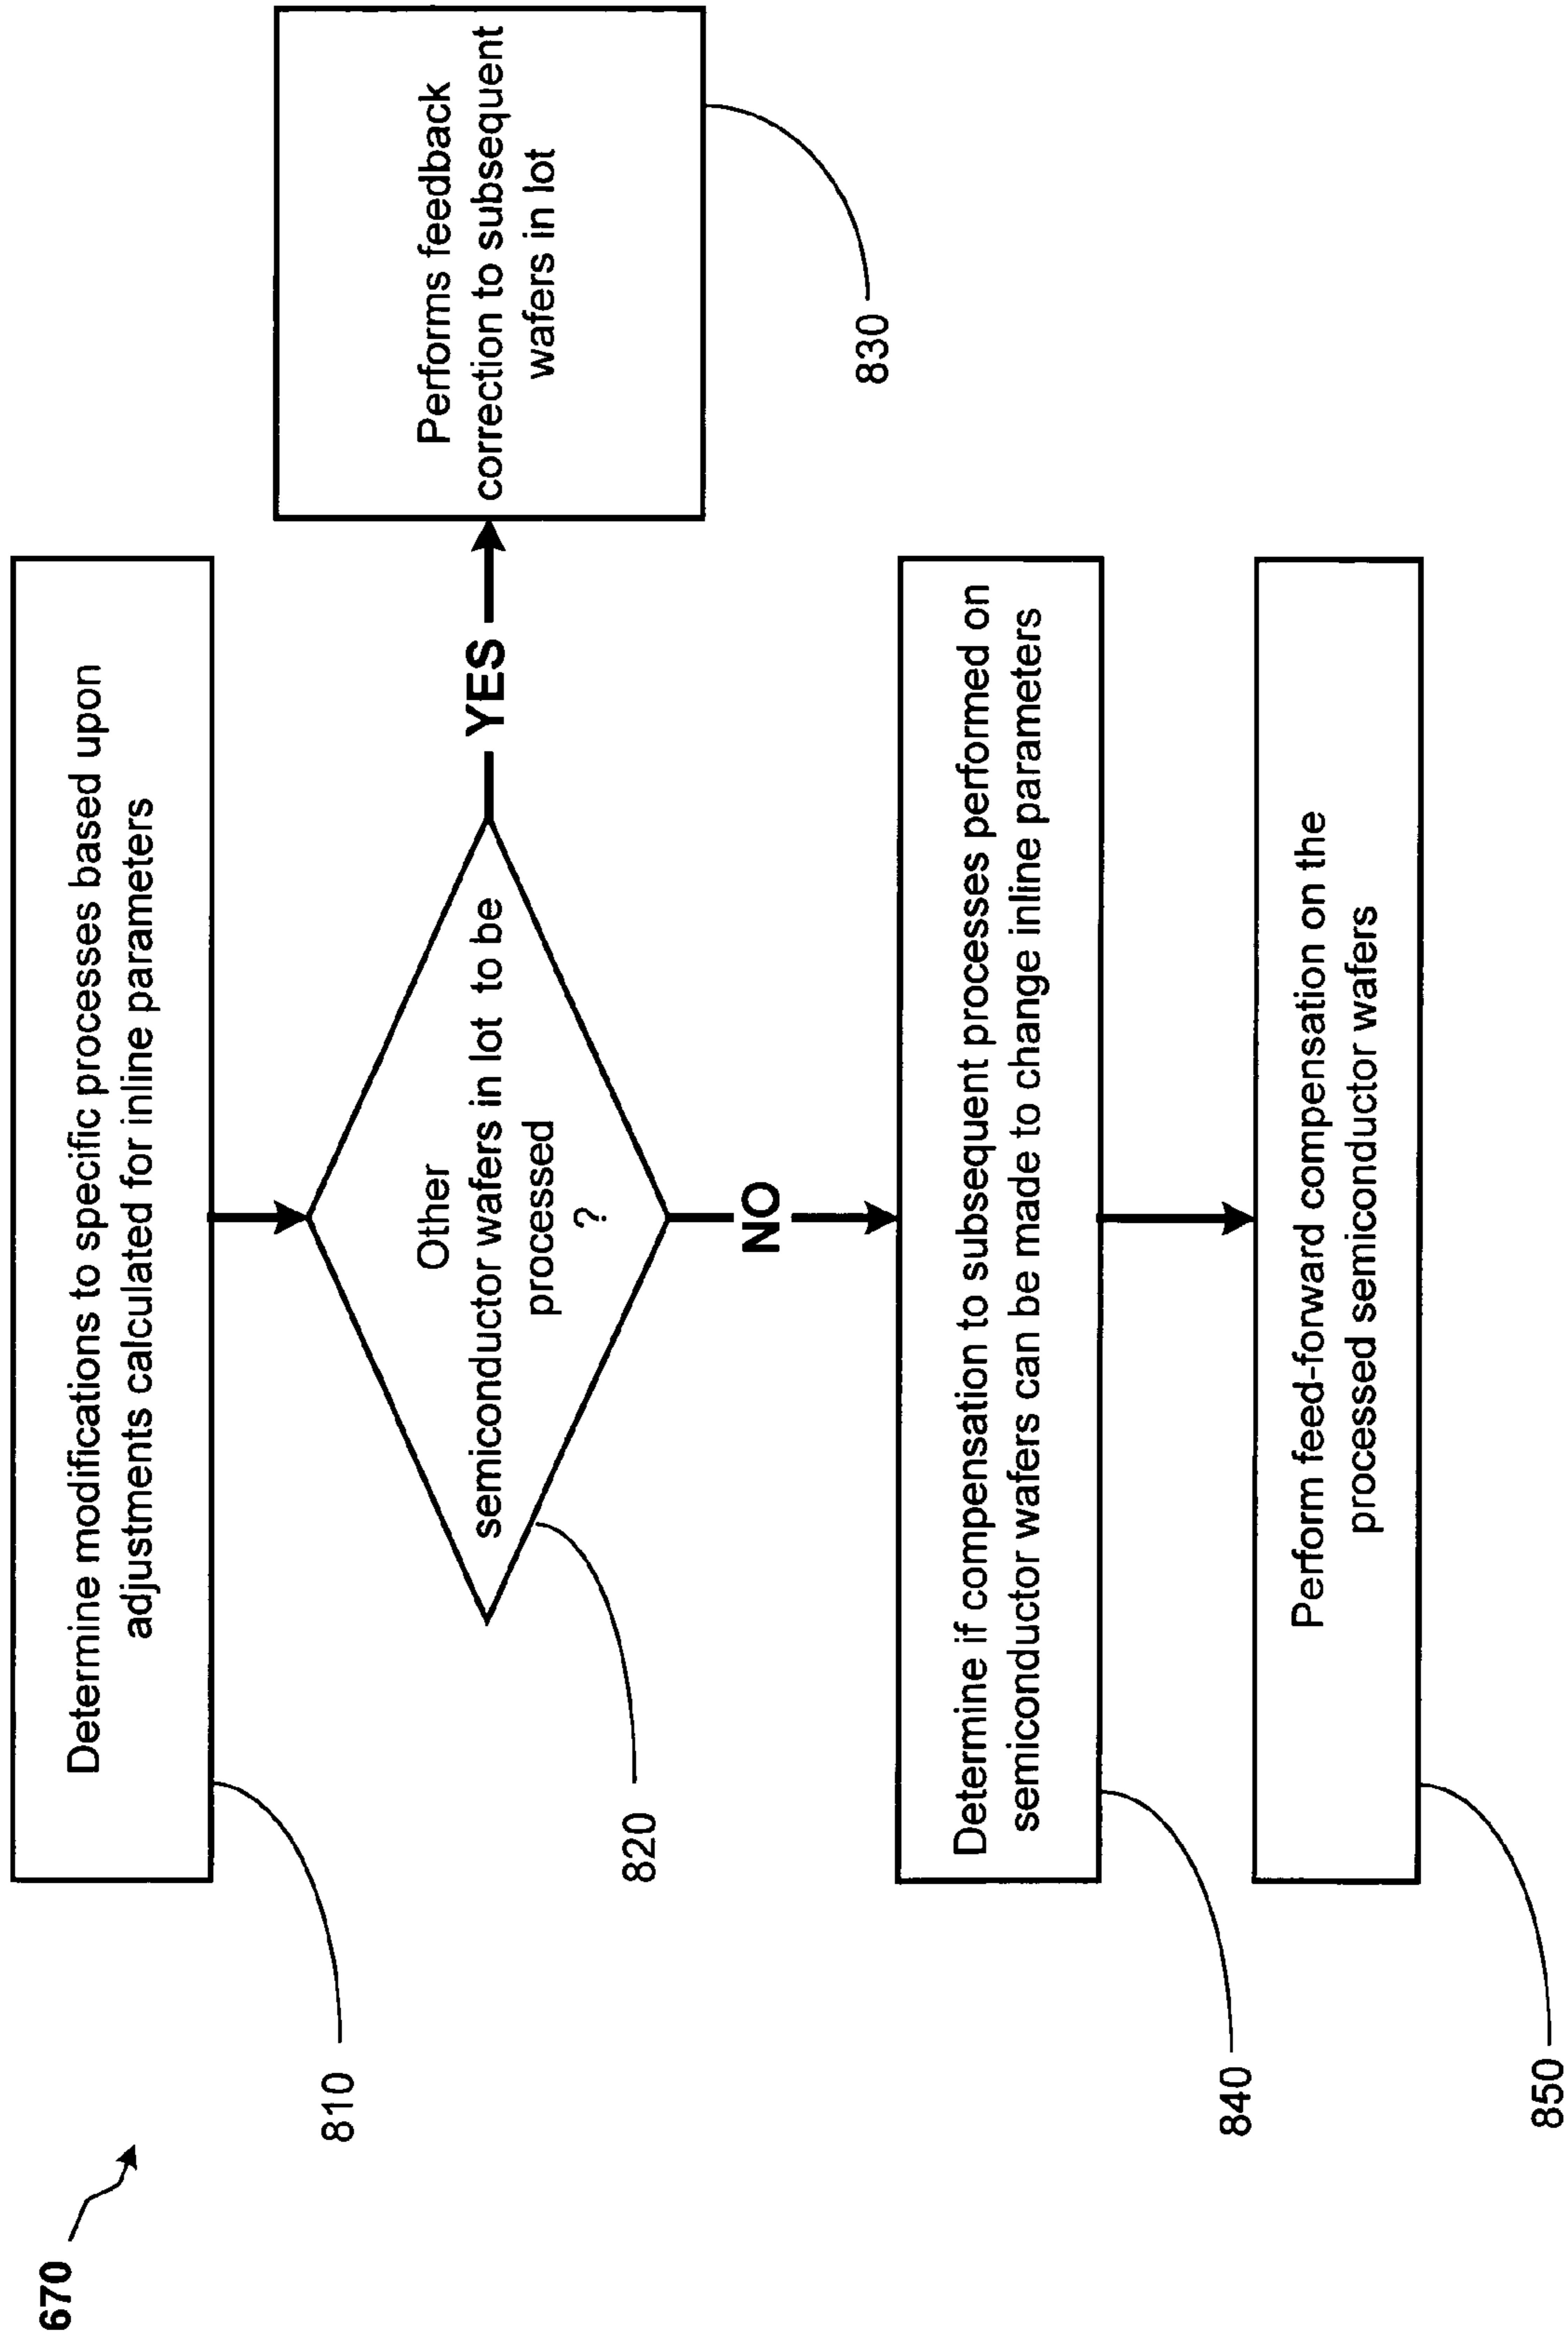 670
Determine modifications to specific processes based upon
adjustments calculated for inline parameters
810
Other
semiconductor wafers in lot to be
processed
?
820
YES
Performs feedback
correction to subsequent
wafers in lot
830
NO
Determine if compensation to subsequent processes performed on
semiconductor wafers can be made to change inline parameters
840
Perform feed-forward compensation on the
processed semiconductor wafers
850